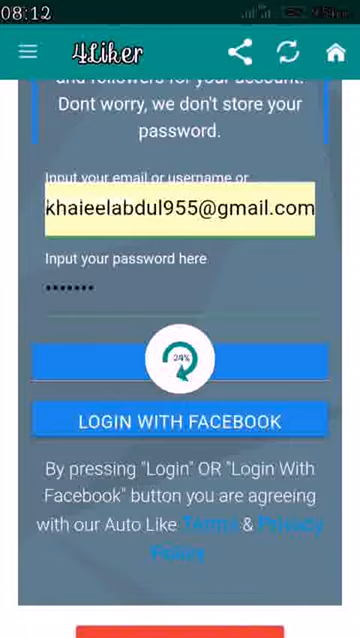 08:12
4Liker
and followers for your account.
Dont worry, we don't store your
password.
Input your email or username or
khaieelabdul955@gmail.com
Input your password here
24%
LOGIN WITH FACEBOOK
By pressing "Login" OR "Login With
Facebook" button you are agreeing
with our Auto Like Terms & Privacy
Policy